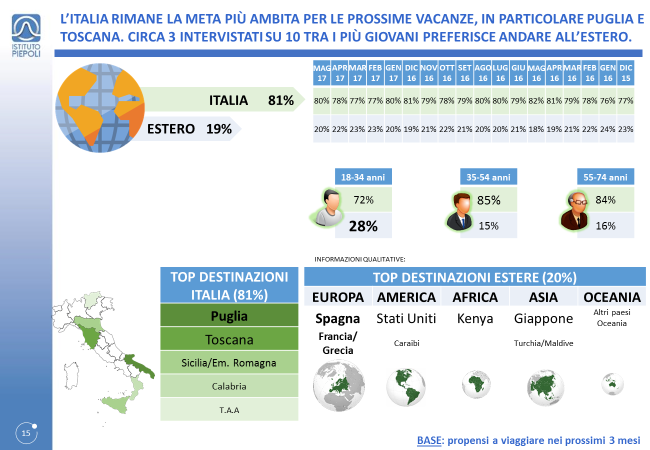 L'ITALIA RIMANE LA META PIÙ AMBITA PER LE PROSSIME VACANZE, IN PARTICOLARE PUGLIA E
TOSCANA. CIRCA 3 INTERVISTATI SU 10 TRA I PIÙ GIOVANI PREFERISCE ANDARE ALL'ESTERO.
ISTITUTO
PIEPOLI
MAG 17 APR 17 MAR 17 FEB 17 GEN 17 DIC 16 NOV 16 OTT 16 SET 16 AGO 16 LUG 16 GIU 16 MAG 16 APR 16 MAR 16 FEB 16 GEN 16 DIC 15
ITALIA 81%
80% 78% 77% 77% 80% 81% 79% 78% 79% 80% 80% 79% 82% 81% 79% 78% 76% 77%
ESTERO 19%
20% 22% 23% 23% 20% 19% 21% 22% 21% 20% 20% 21% 18% 19% 21% 22% 24% 23%
18-34 anni 35-54 anni 55-74 anni
72% 85% 84%
28% 15% 16%
INFORMAZIONI QUALITATIVE:
TOP DESTINAZIONI
ITALIA (81%)
Puglia
Toscana
Sicilia/Em. Romagna
Calabria
T.A.A
TOP DESTINAZIONI ESTERE (20%)
EUROPA AMERICA AFRICA ASIA OCEANIA
Spagna Stati Uniti Kenya Giappone Altri paesi
Oceania
Francia/
Grecia
Caraibi Turchia/Maldive
15
BASE: propensi a viaggiare nei prossimi 3 mesi